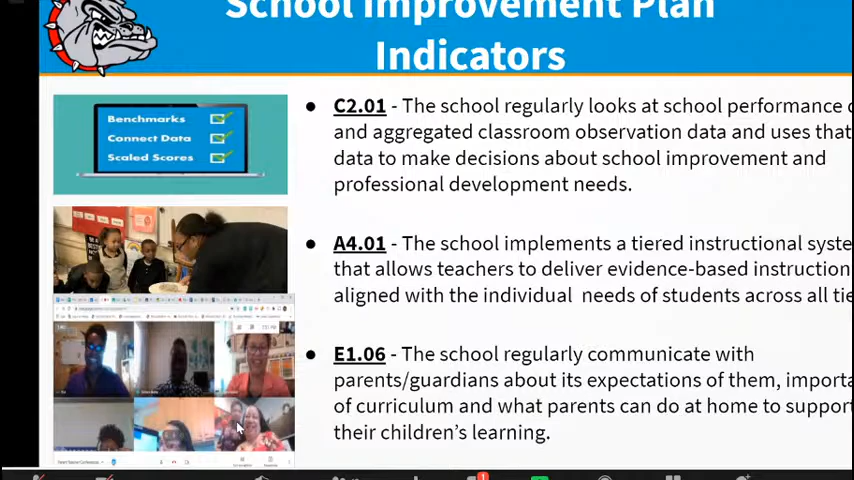 School Improvement Plan
Indicators
Benchmarks
Connect Data
Scaled Scores
● C2.01 - The school regularly looks at school performance
and aggregated classroom observation data and uses that
data to make decisions about school improvement and
professional development needs.
● A4.01 - The school implements a tiered instructional syste
that allows teachers to deliver evidence-based instruction
aligned with the individual needs of students across all tie
● E1.06 - The school regularly communicate with
parents/guardians about its expectations of them, importa
of curriculum and what parents can do at home to support
their children's learning.